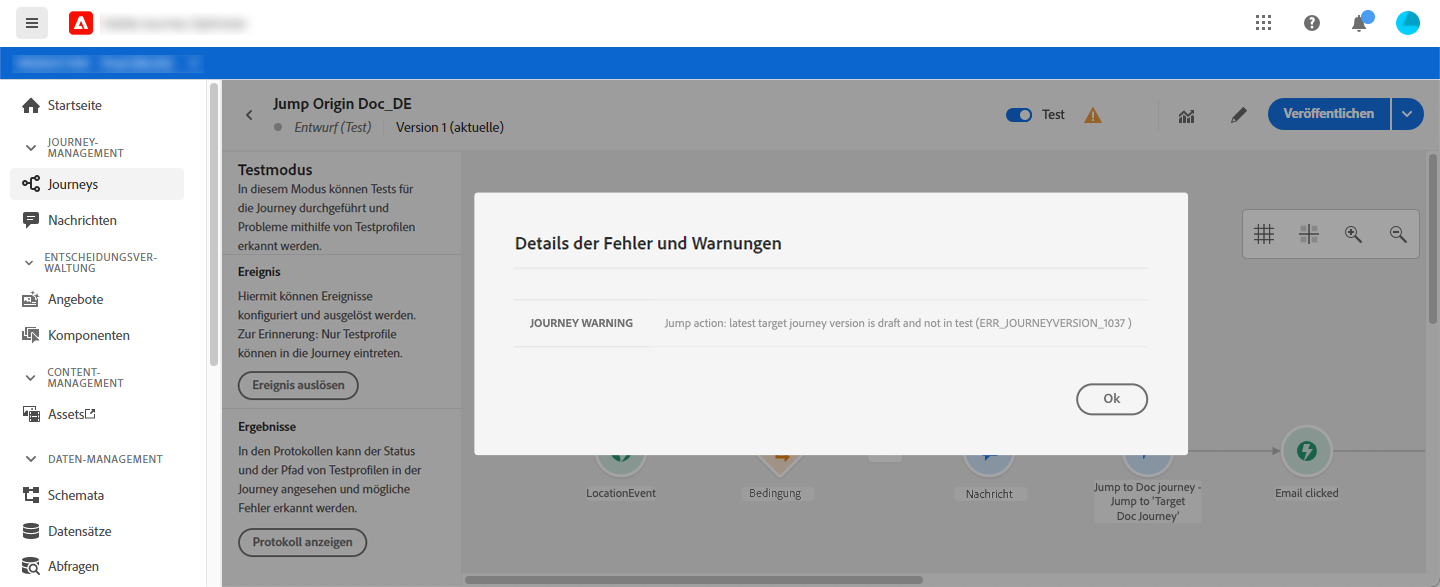 Startseite
JOURNEY-
MANAGEMENT
Journeys
Nachrichten
ENTSCHEIDUNGSVER-
WALTUNG
Angebote
Komponenten
CONTENT-
MANAGEMENT
Assets
DATEN-MANAGEMENT
Schemata
Datensätze
Abfragen
Jump Origin Doc_DE
Entwurf (Test)
Version 1 (aktuelle)
Test
Veröffentlichen
Testmodus
In diesem Modus können Tests für
die Journey durchgeführt und
Probleme mithilfe von Testprofilen
erkannt werden.
Ereignis
Hiermit können Ereignisse
konfiguriert und ausgelöst werden.
Zur Erinnerung: Nur Testprofile
können in die Journey eintreten.
Ereignis auslösen
Ergebnisse
In den Protokollen kann der Status
und der Pfad von Testprofilen in der
Journey angesehen und mögliche
Fehler erkannt werden.
Protokoll anzeigen
Details der Fehler und Warnungen
JOURNEY WARNING
Jump action: latest target journey version is draft and not in test (ERR_JOURNEYVERSION_1037 )
Ok
LocationEvent
Bedingung
Nachricht
Jump to Doc journey -
Jump to 'Target
Doc Journey'
Email clicked